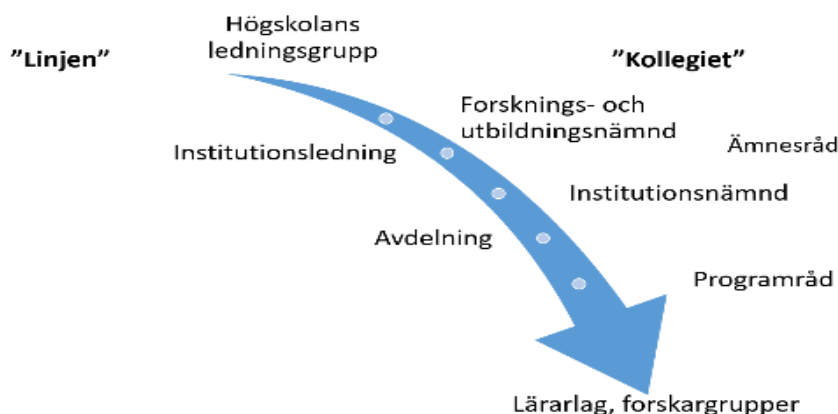 Högskolans
ledningsgrupp
”Linjen”
”Kollegiet”
Forsknings- och
utbildningsnämnd
Ämnesråd
Institutionsledning
Institutionsnämnd
Avdelning
Programråd
Lärarlag, forskargrupper